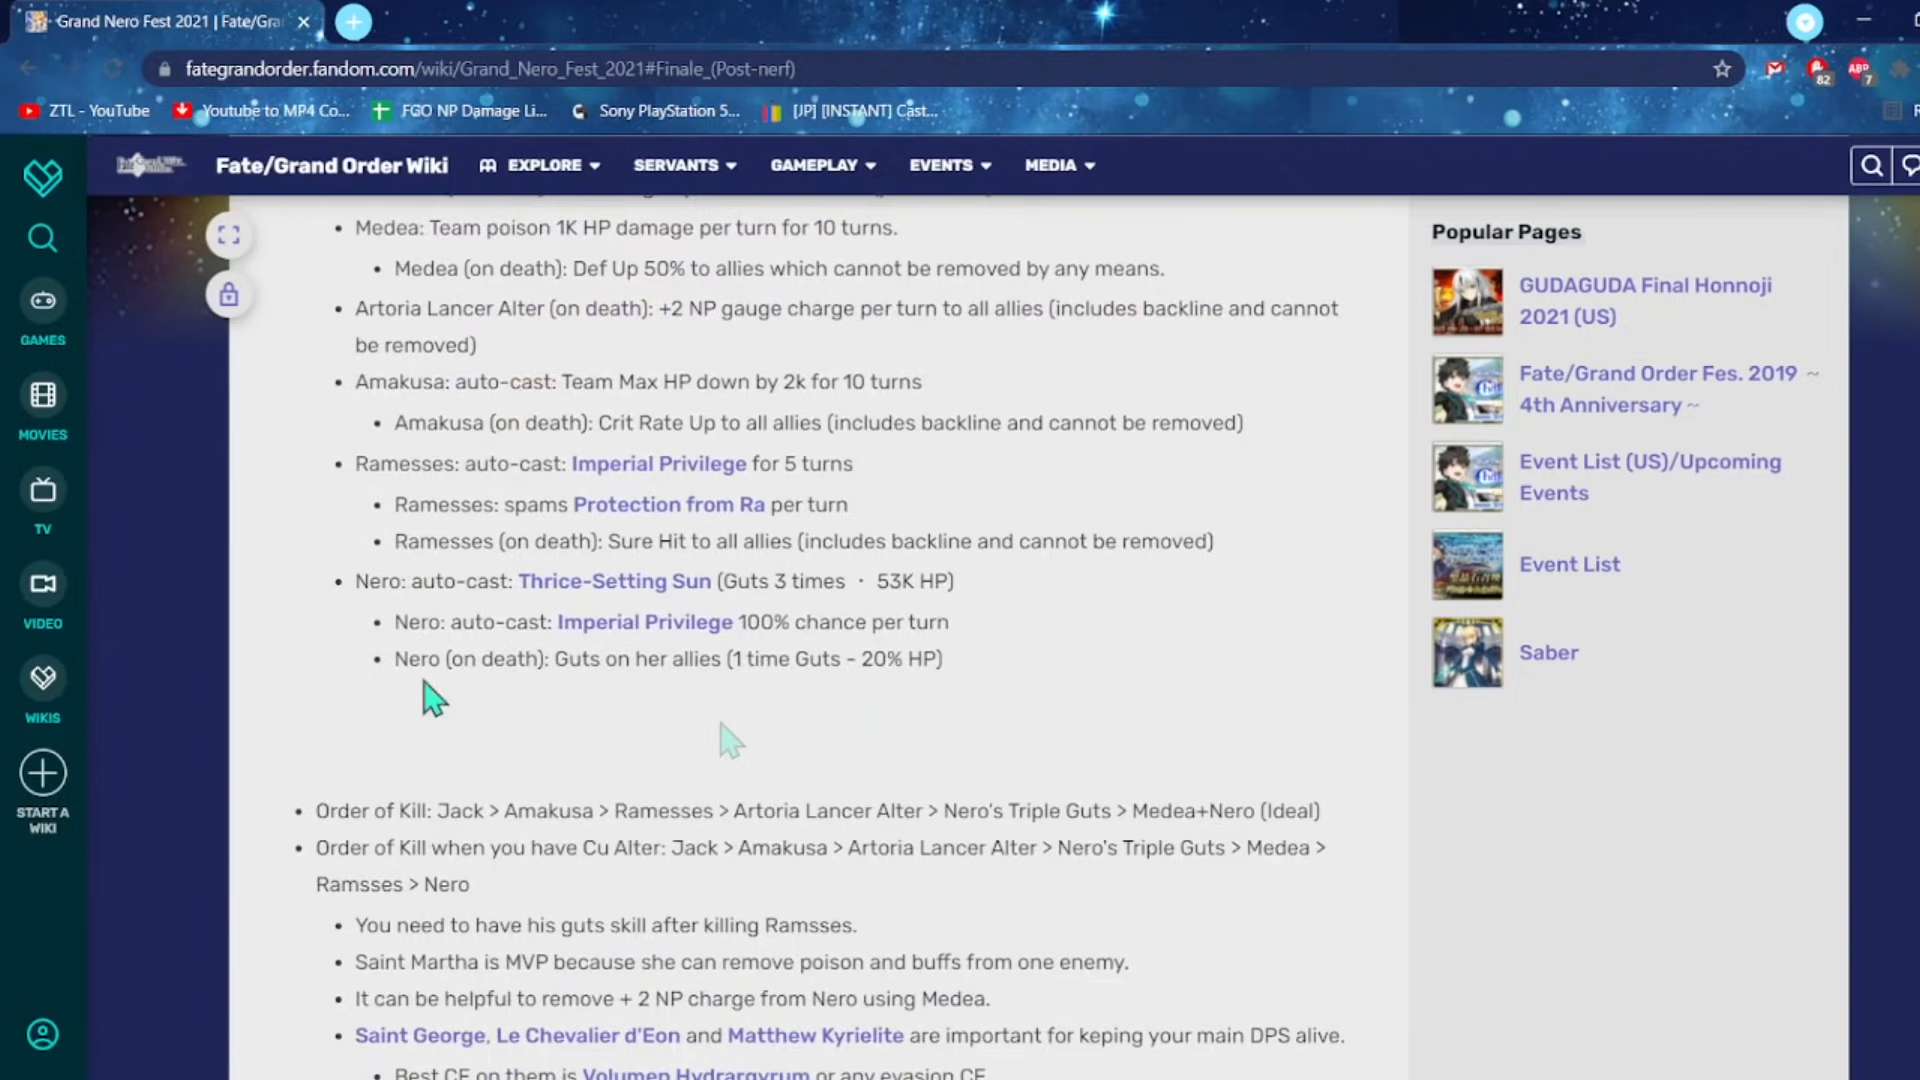 Grand Nero Fest 2021 | Fate/Gra
fategrandorder.fandom.com/wiki/Grand_Nero_Fest_2021#Finale_(Post-nerf)
82
ABP
7
ZTL - YouTube
Youtube to MP4 Co...
FGO NP Damage Li...
Sony PlayStation 5...
[JP] [INSTANT] Cast...
Fate/Grand Order Wiki
EXPLORE
SERVANTS
GAMEPLAY
EVENTS
MEDIA
GAMES
MOVIES
TV
VIDEO
WIKIS
START A
WIKI
• Medea: Team poison 1K HP damage per turn for 10 turns.
• Medea (on death): Def Up 50% to allies which cannot be removed by any means.
• Artoria Lancer Alter (on death): +2 NP gauge charge per turn to all allies (includes backline and cannot
be removed)
• Amakusa: auto-cast: Team Max HP down by 2k for 10 turns
• Amakusa (on death): Crit Rate Up to all allies (includes backline and cannot be removed)
• Ramesses: auto-cast: Imperial Privilege for 5 turns
• Ramesses: spams Protection from Ra per turn
• Ramesses (on death): Sure Hit to all allies (includes backline and cannot be removed)
• Nero: auto-cast: Thrice-Setting Sun (Guts 3 times ・ 53K HP)
• Nero: auto-cast: Imperial Privilege 100% chance per turn
• Nero (on death): Guts on her allies (1 time Guts - 20% HP)
• Order of Kill: Jack > Amakusa > Ramesses > Artoria Lancer Alter > Nero's Triple Guts > Medea+Nero (Ideal)
• Order of Kill when you have Cu Alter: Jack > Amakusa > Artoria Lancer Alter > Nero's Triple Guts > Medea >
Ramsses > Nero
• You need to have his guts skill after killing Ramsses.
• Saint Martha is MVP because she can remove poison and buffs from one enemy.
• It can be helpful to remove + 2 NP charge from Nero using Medea.
• Saint George, Le Chevalier d'Eon and Matthew Kyrielite are important for keping your main DPS alive.
• Best CE on them is Volumen Hydrargyrum or any evasion CE
Popular Pages
GUDAGUDA Final Honnoji
2021 (US)
Fate/Grand Order Fes. 2019 ～
4th Anniversary ～
Event List (US)/Upcoming
Events
Event List
Saber